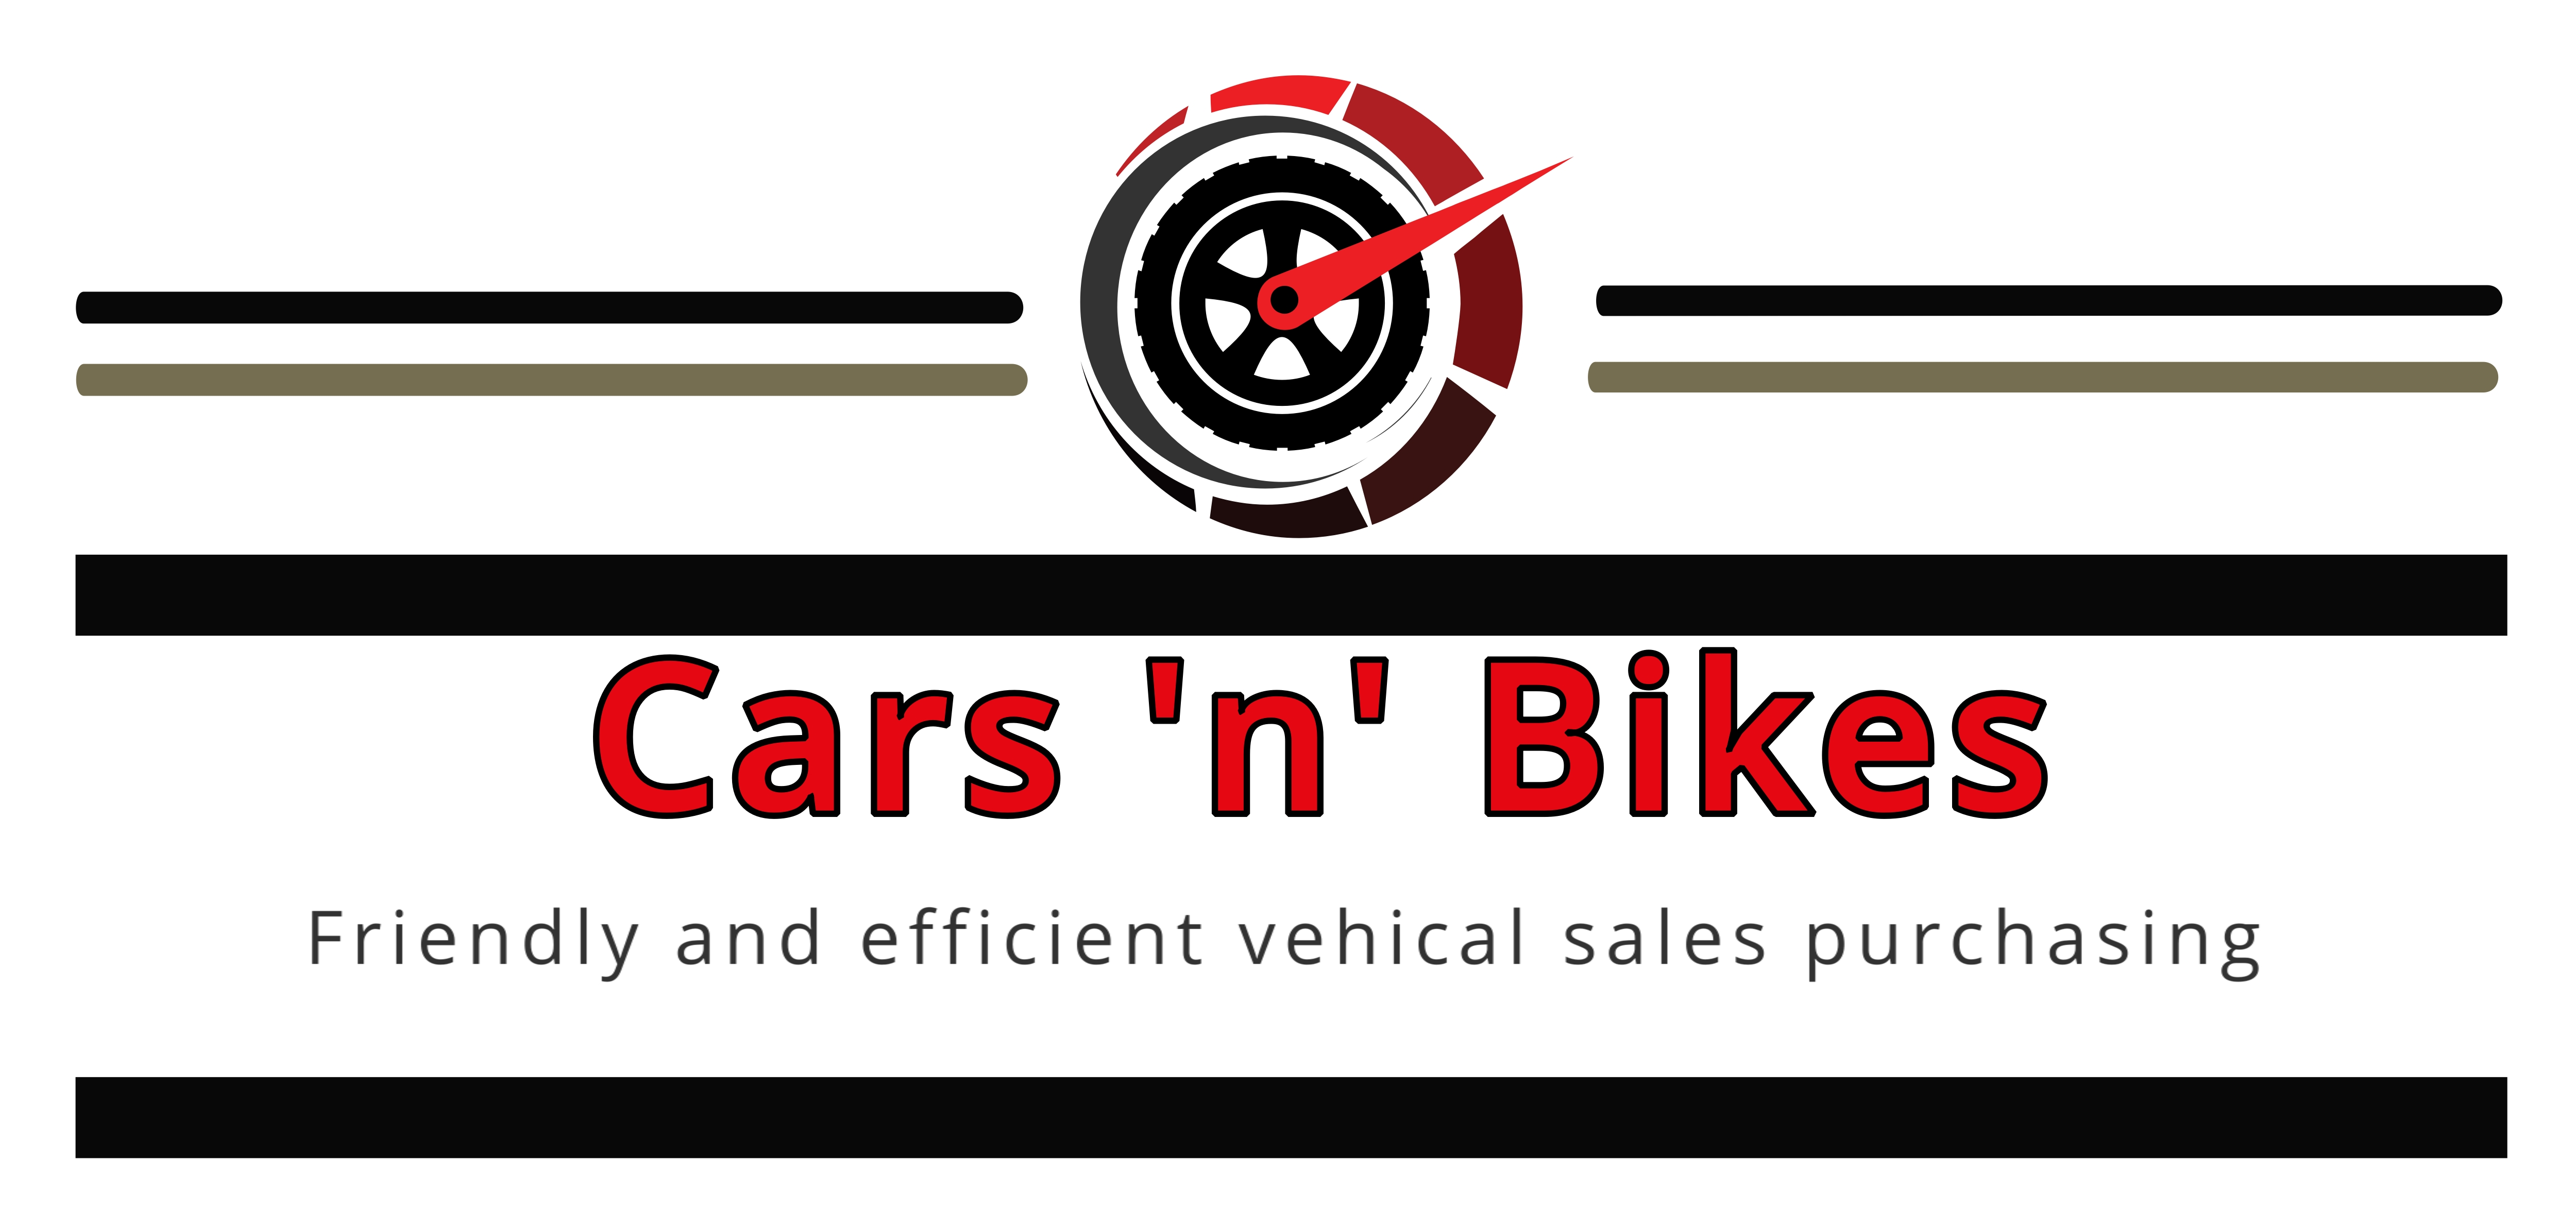 Cars 'n' Bikes
Friendly and efficient vehical sales purchasing